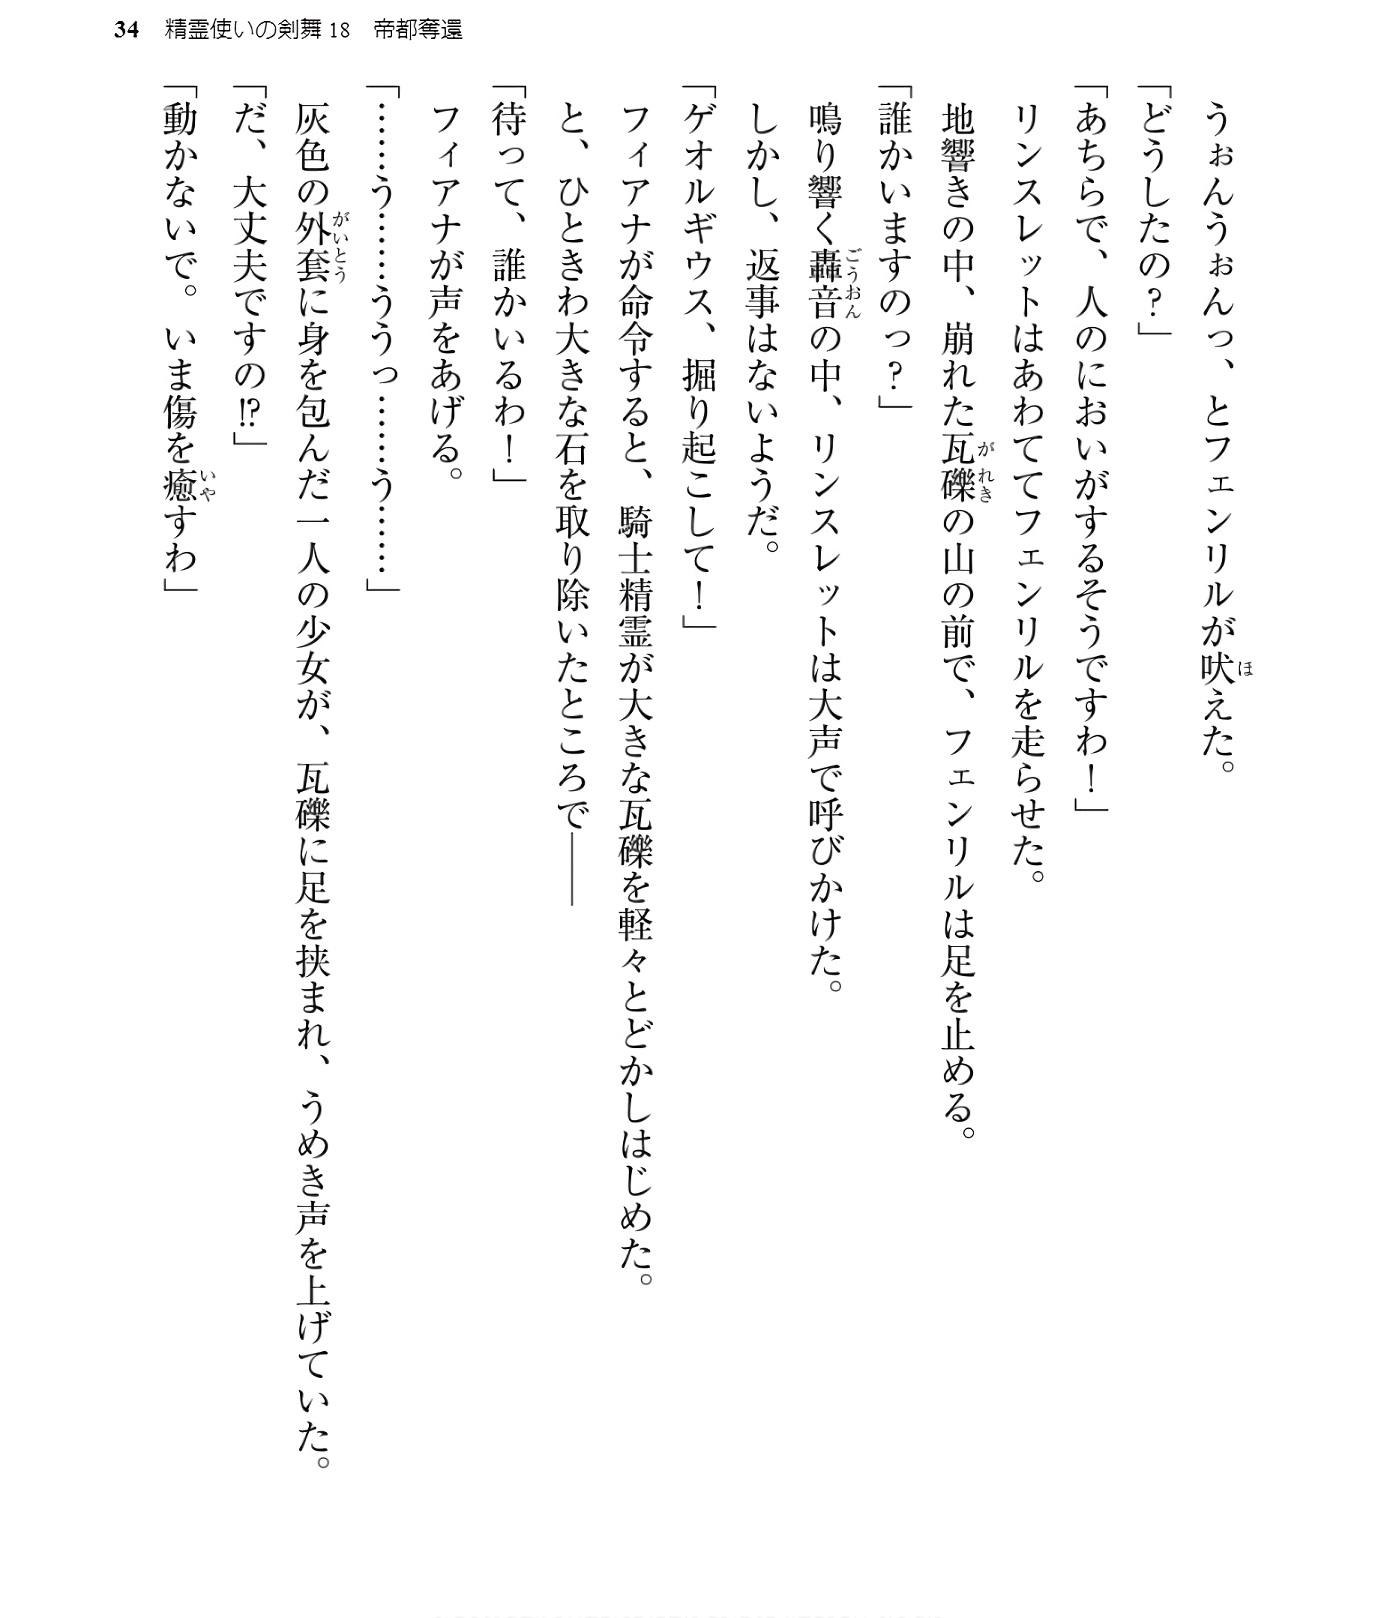 34 精霊使いの剣舞18 帝都奪還
うぉんうぉんっ、とフェンリルが吠えた。
「どうしたの？」
「あちらで、人のにおいがするそうですわ！」
リンスレットはあわててフェンリルを走らせた。
地響きの中、崩れた瓦礫の山の前で、フェンリルは足を止める。
「誰かいますのっ？」
鳴り響く轟音の中、リンスレットは大声で呼びかけた。
しかし、返事はないようだ。
「ゲオルギウス、掘り起こして！」
フィアナが命令すると、騎士精霊が大きな瓦礫を軽々とどかしはじめた。
と、ひときわ大きな石を取り除いたところで――
「待って、誰かいるわ！」
フィアナが声をあげる。
「……う……ううっ……う……」
灰色の外套に身を包んだ一人の少女が、瓦礫に足を挟まれ、うめき声を上げていた。
「だ、大丈夫ですの!?」
「動かないで。いま傷を癒すわ」